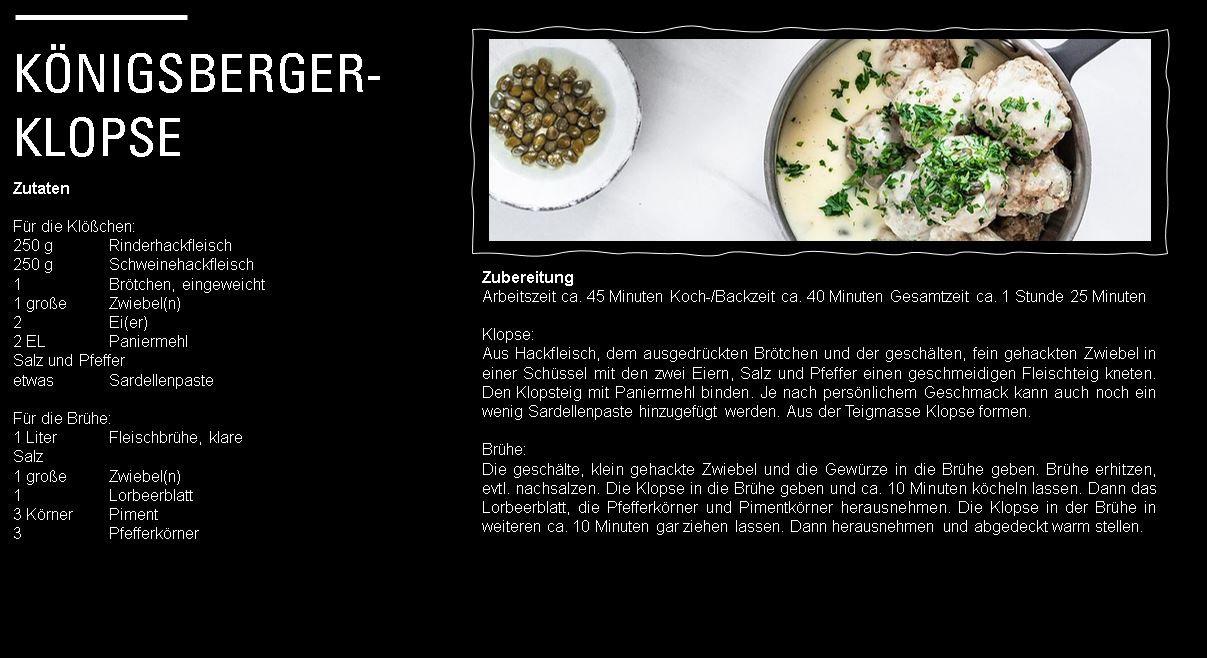 KÖNIGSBERGER-
KLOPSE
Zutaten
Für die Klößchen:
250 g Rinderhackfleisch
250 g Schweinehackfleisch
1 Brötchen, eingeweicht
1 große Zwiebel(n)
2 Ei(er)
2 EL Paniermehl
Salz und Pfeffer
etwas Sardellenpaste
Für die Brühe:
1 Liter Fleischbrühe, klare
Salz
1 große Zwiebel(n)
1 Lorbeerblatt
3 Körner Piment
3 Pfefferkörner
Zubereitung
Arbeitszeit ca. 45 Minuten Koch-/Backzeit ca. 40 Minuten Gesamtzeit ca. 1 Stunde 25 Minuten
Klopse:
Aus Hackfleisch, dem ausgedrückten Brötchen und der geschälten, fein gehackten Zwiebel in
einer Schüssel mit den zwei Eiern, Salz und Pfeffer einen geschmeidigen Fleischteig kneten.
Den Klopsteig mit Paniermehl binden. Je nach persönlichem Geschmack kann auch noch ein
wenig Sardellenpaste hinzugefügt werden. Aus der Teigmasse Klopse formen.
Brühe:
Die geschälte, klein gehackte Zwiebel und die Gewürze in die Brühe geben. Brühe erhitzen,
evtl. nachsalzen. Die Klopse in die Brühe geben und ca. 10 Minuten köcheln lassen. Dann das
Lorbeerblatt, die Pfefferkörner und Pimentkörner herausnehmen. Die Klopse in der Brühe in
weiteren ca. 10 Minuten gar ziehen lassen. Dann herausnehmen und abgedeckt warm stellen.